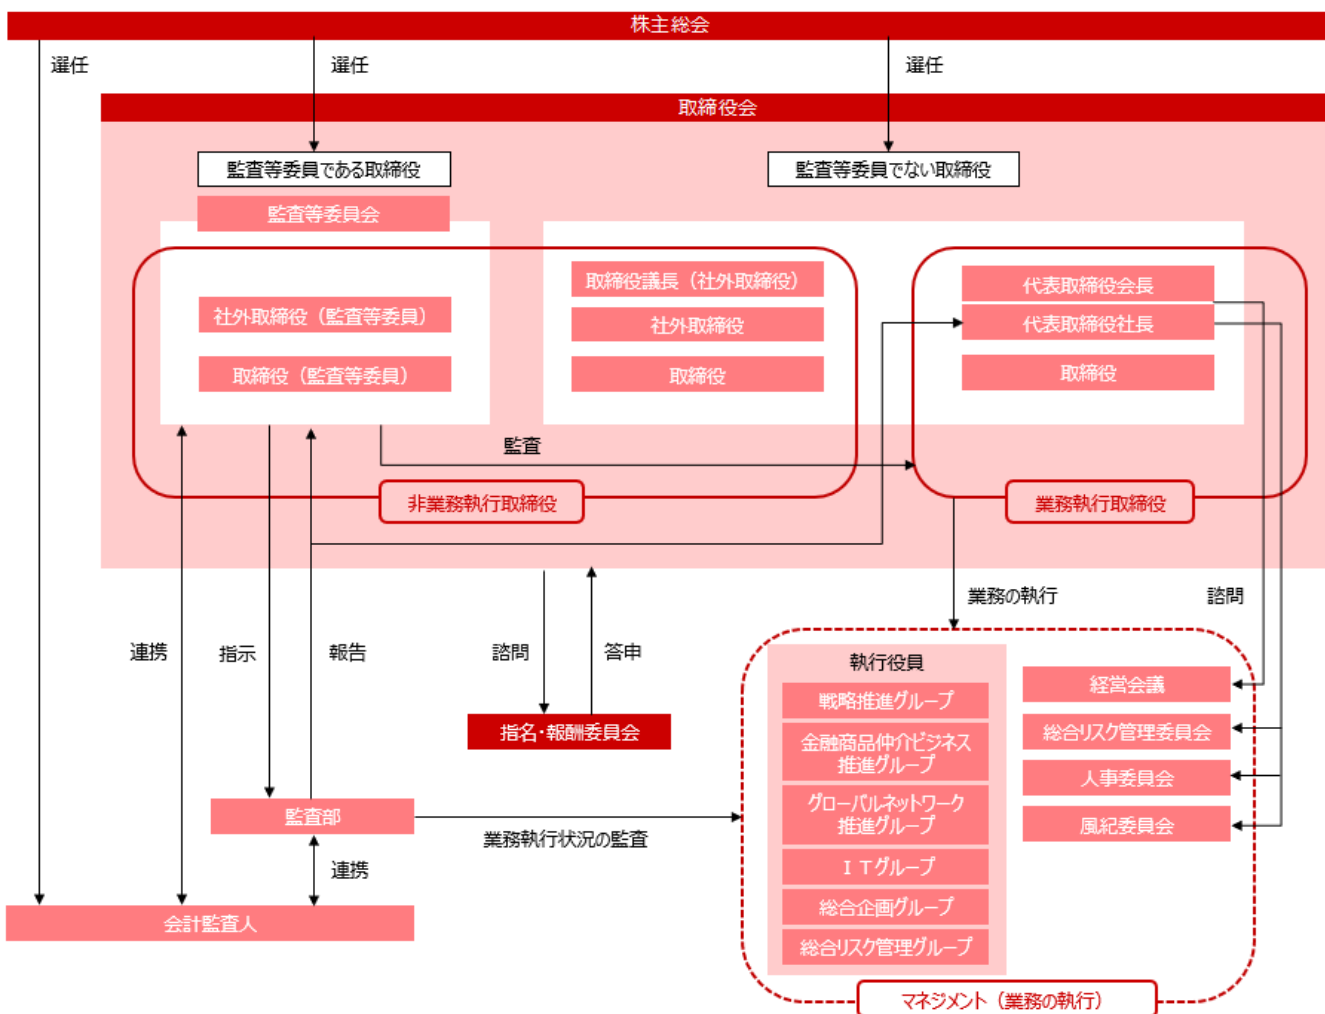 株主総会
選任
選任
選任
取締役会
監査等委員である取締役
監査等委員でない取締役
監査等委員会
取締役議長（社外取締役）
代表取締役会長
社外取締役（監査等委員）
社外取締役
代表取締役社長
取締役（監査等委員）
取締役
取締役
監査
非業務執行取締役
業務執行取締役
業務の執行
諮問
連携
指示
報告
諮問
答申
執行役員
経営会議
戦略推進グループ
指名・報酬委員会
総合リスク管理委員会
金融商品仲介ビジネス
推進グループ
人事委員会
グローバルネットワーク
推進グループ
風紀委員会
監査部
業務執行状況の監査
連携
ＩＴグループ
総合企画グループ
会計監査人
総合リスク管理グループ
マネジメント（業務の執行）